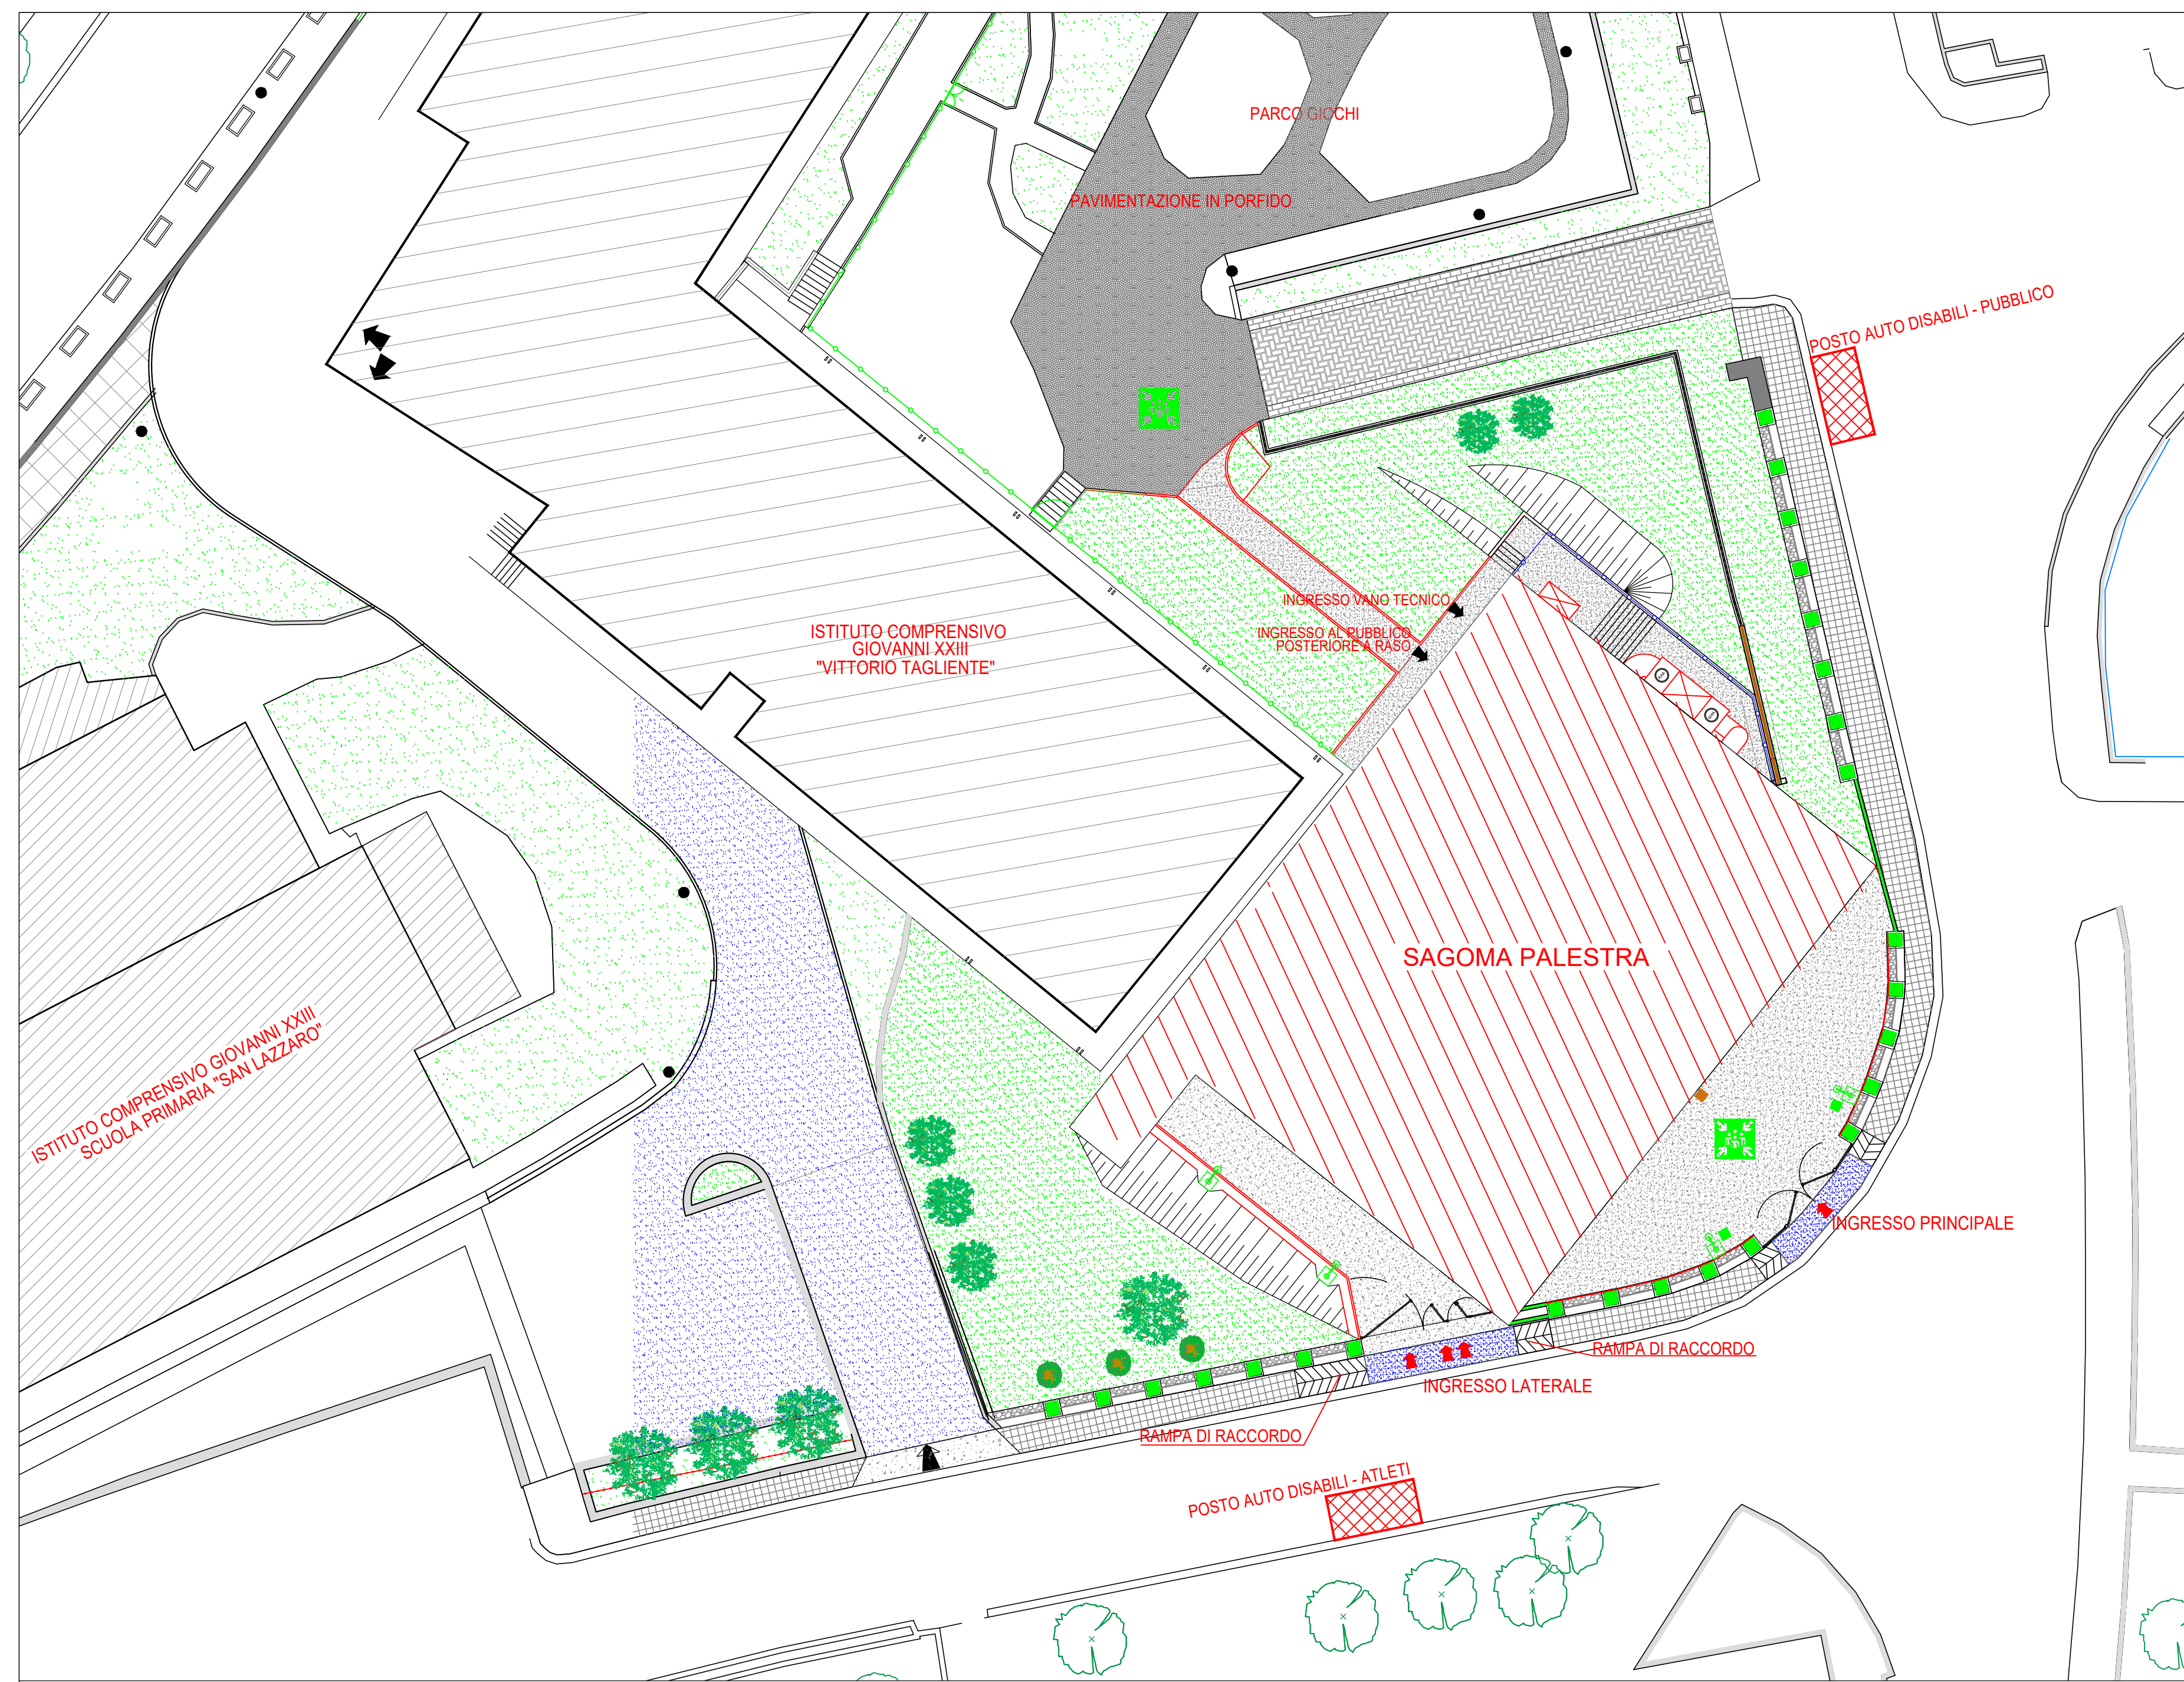 PARCO GIOCHI
PAVIMENTAZIONE IN PORFIDO
POSTO AUTO DISABILI - PUBBLICO
INGRESSO VANO TECNICO
INGRESSO AL PUBBLICO
POSTERIORE A RASO
ISTITUTO COMPRENSIVO
GIOVANNI XXIII
"VITTORIO TAGLIENTE"
SAGOMA PALESTRA
ISTITUTO COMPRENSIVO GIOVANNI XXIII
SCUOLA PRIMARIA "SAN LAZZARO"
INGRESSO PRINCIPALE
RAMPA DI RACCORDO
INGRESSO LATERALE
RAMPA DI RACCORDO
POSTO AUTO DISABILI - ATLETI